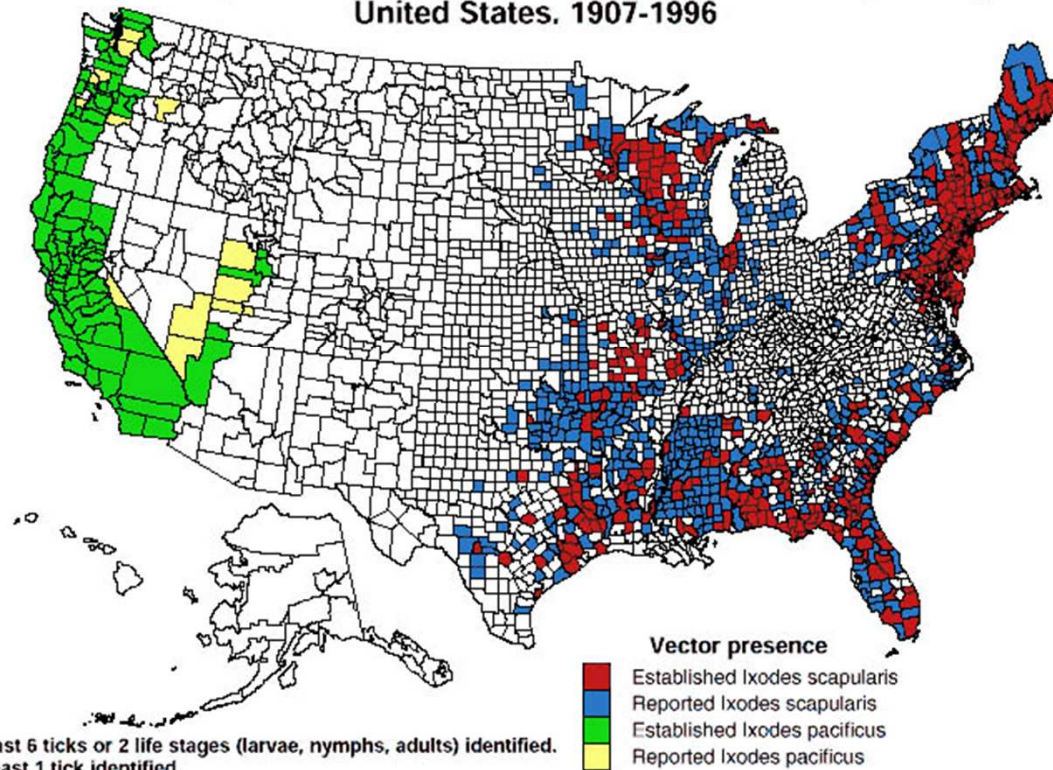 United States, 1907-1996
Vector presence
Established Ixodes scapularis
Reported Ixodes scapularis
Established Ixodes pacificus
Reported Ixodes pacificus
6 ticks or 2 life stages (larvae, nymphs, adults) identified.
1 tick identified